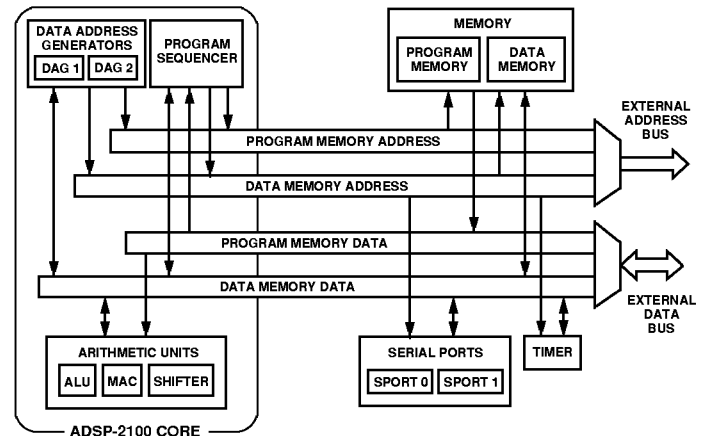 DATA ADDRESS
GENERATORS
DAG 1
DAG 2
PROGRAM
SEQUENCER
MEMORY
PROGRAM
MEMORY
DATA
MEMORY
EXTERNAL
ADDRESS
BUS
PROGRAM MEMORY ADDRESS
DATA MEMORY ADDRESS
PROGRAM MEMORY DATA
DATA MEMORY DATA
EXTERNAL
DATA
BUS
ARITHMETIC UNITS
ALU
MAC
SHIFTER
SERIAL PORTS
SPORT 0
SPORT 1
TIMER
ADSP-2100 CORE